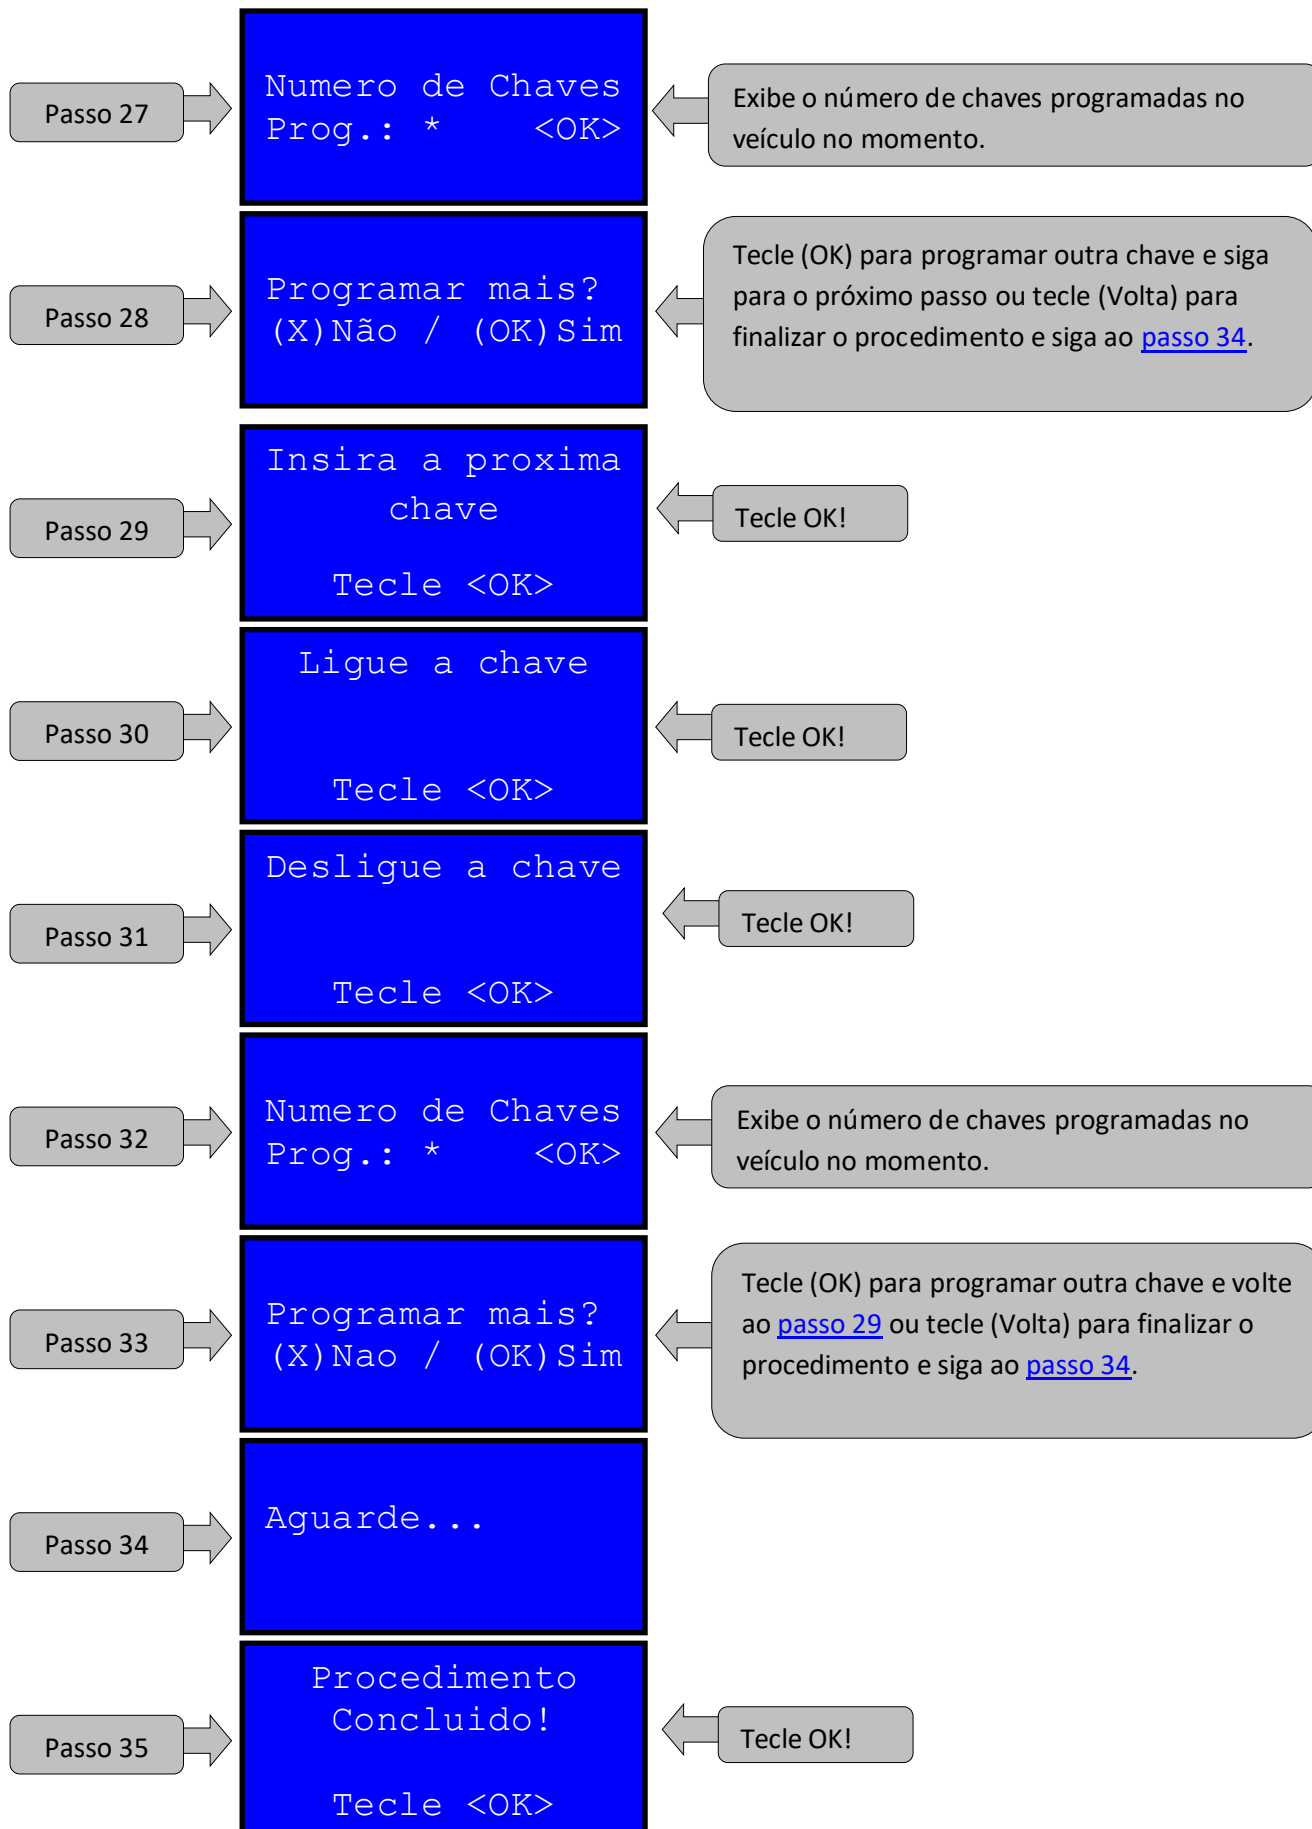 Passo 27
Numero de Chaves
Prog.: * <OK>
Exibe o número de chaves programadas no
veículo no momento.
Passo 28
Programar mais?
(X)Não / (OK)Sim
Tecle (OK) para programar outra chave e siga
para o próximo passo ou tecle (Volta) para
finalizar o procedimento e siga ao passo 34.
Passo 29
Insira a proxima
chave
Tecle <OK>
Tecle OK!
Passo 30
Ligue a chave
Tecle <OK>
Tecle OK!
Passo 31
Desligue a chave
Tecle <OK>
Tecle OK!
Passo 32
Numero de Chaves
Prog.: * <OK>
Exibe o número de chaves programadas no
veículo no momento.
Passo 33
Programar mais?
(X)Nao / (OK)Sim
Tecle (OK) para programar outra chave e volte
ao passo 29 ou tecle (Volta) para finalizar o
procedimento e siga ao passo 34.
Passo 34
Aguarde...
Passo 35
Procedimento
Concluido!
Tecle <OK>
Tecle OK!